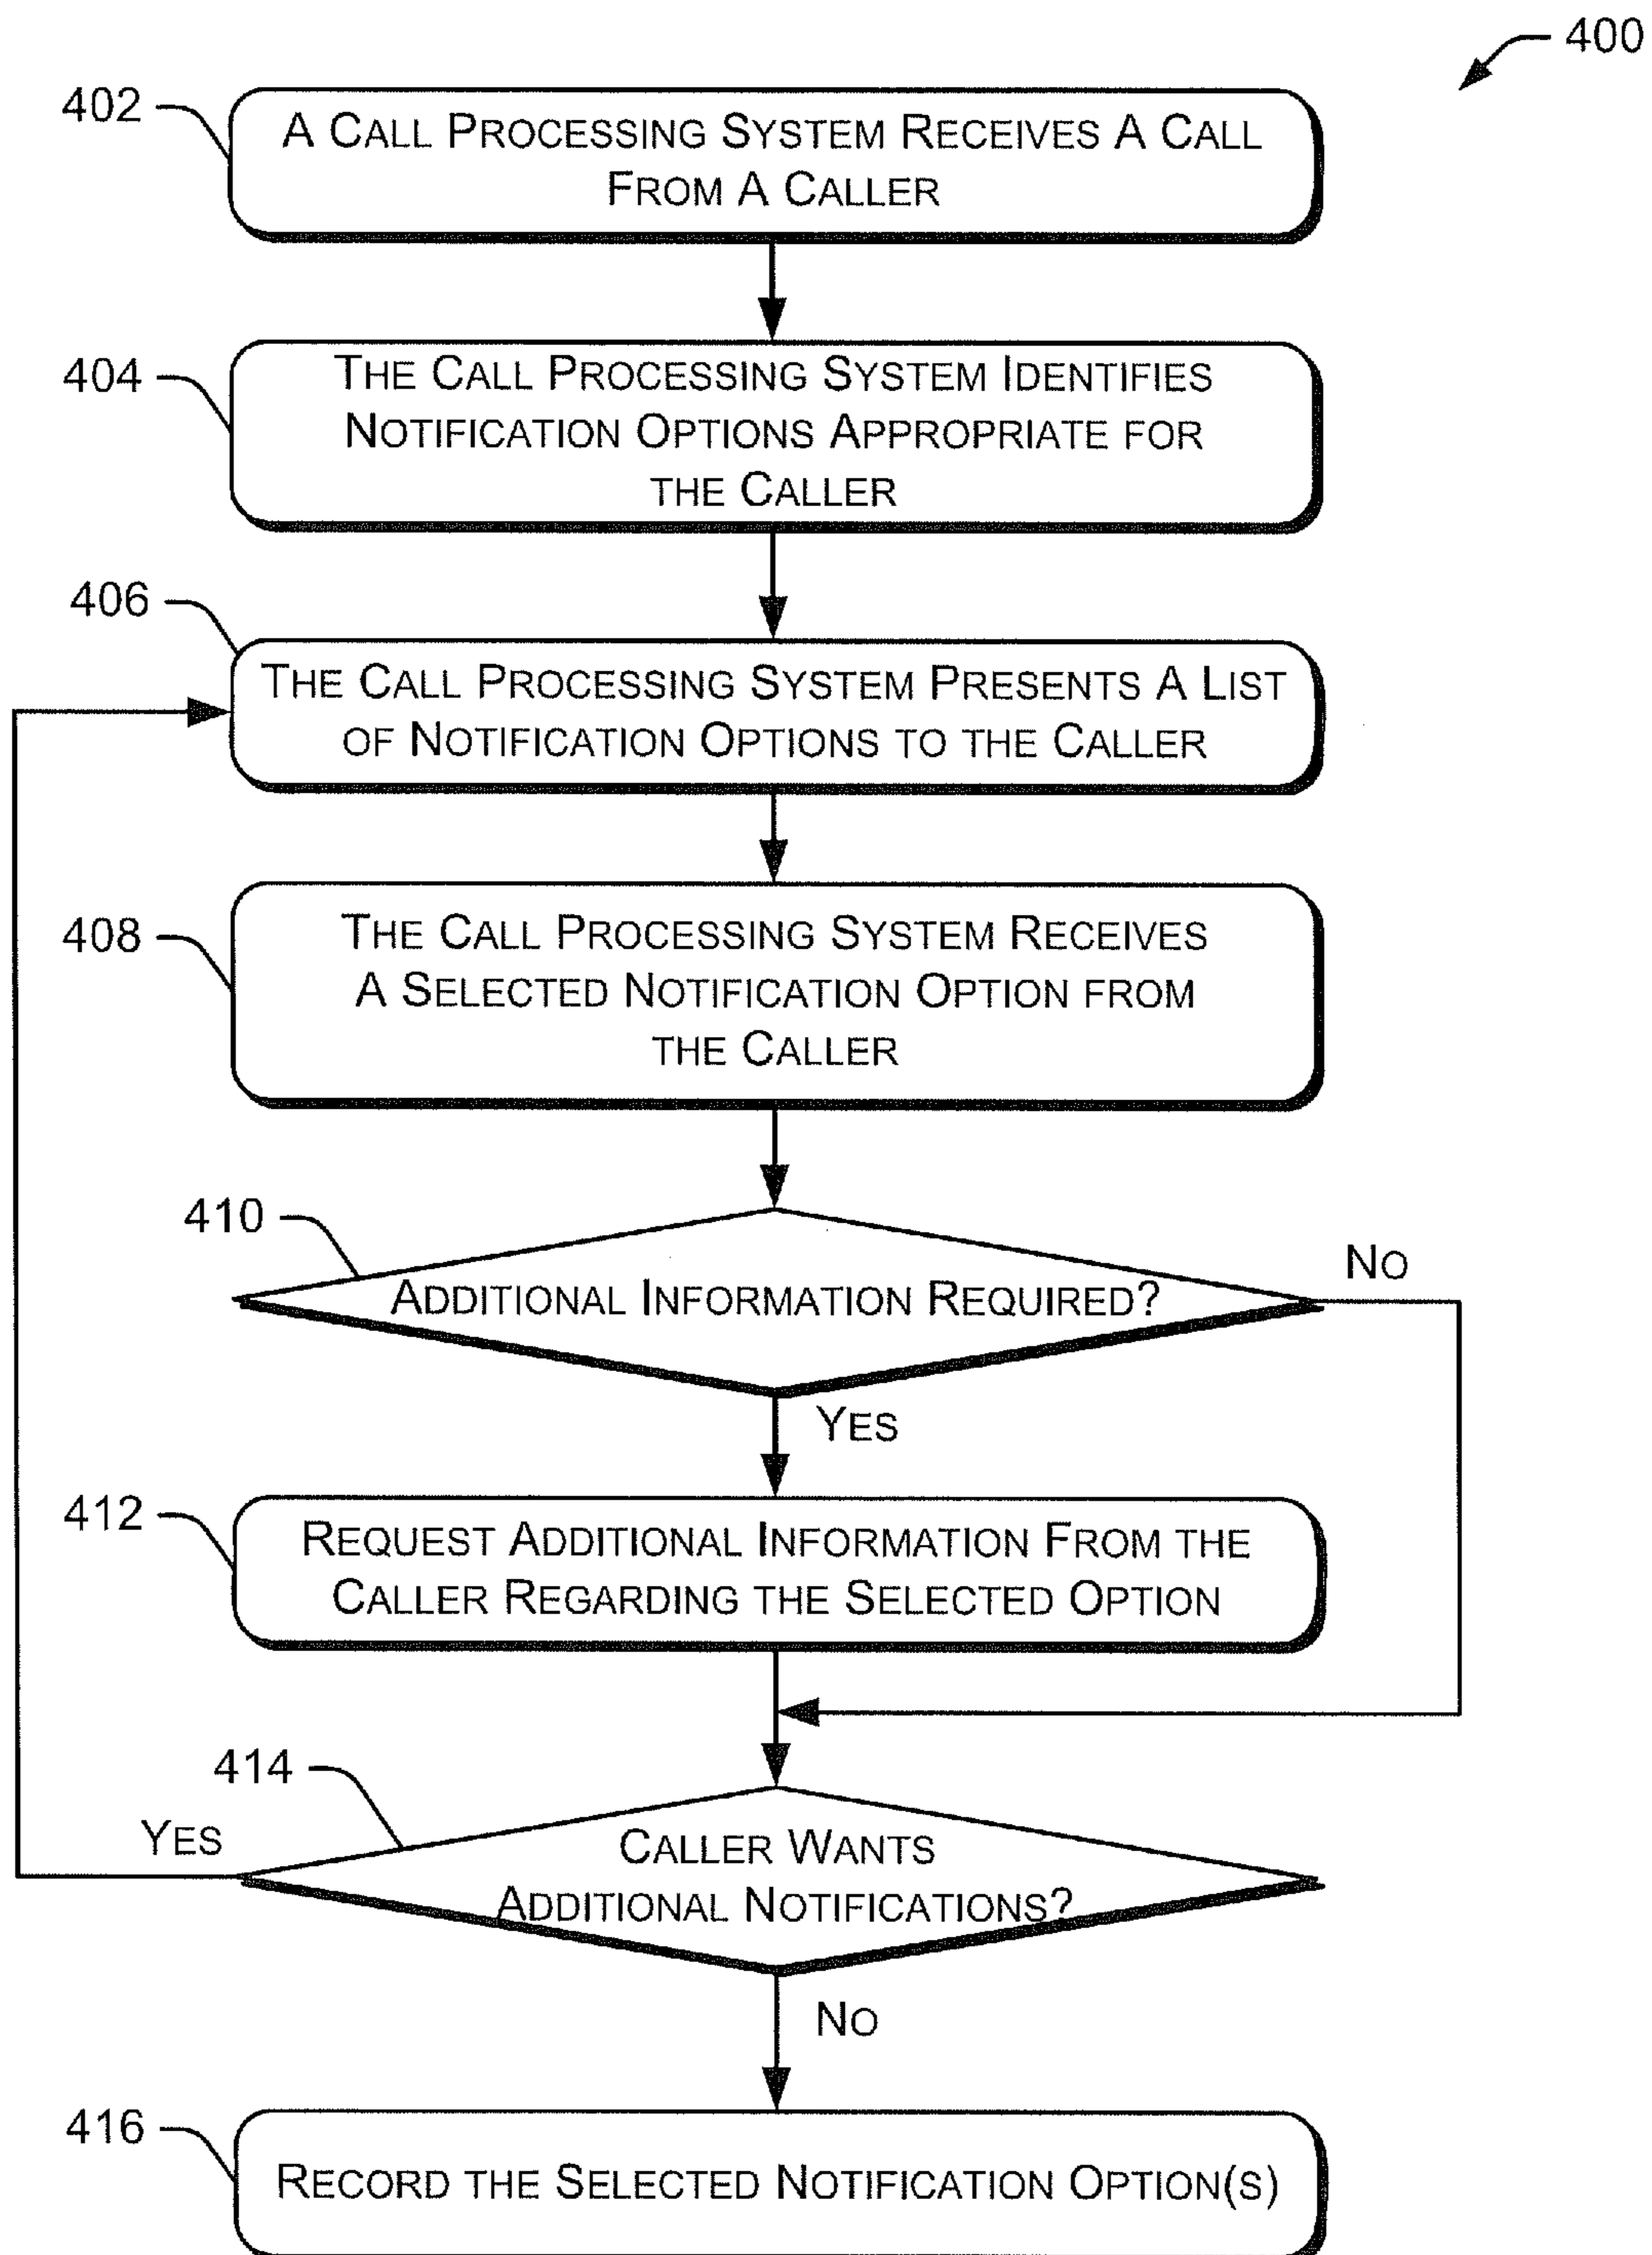 400
402
A CALL PROCESSING SYSTEM RECEIVES A CALL
FROM A CALLER
404
THE CALL PROCESSING SYSTEM IDENTIFIES
NOTIFICATION OPTIONS APPROPRIATE FOR
THE CALLER
406
THE CALL PROCESSING SYSTEM PRESENTS A LIST
OF NOTIFICATION OPTIONS TO THE CALLER
408
THE CALL PROCESSING SYSTEM RECEIVES
A SELECTED NOTIFICATION OPTION FROM
THE CALLER
410
ADDITIONAL INFORMATION REQUIRED?
NO
YES
412
REQUEST ADDITIONAL INFORMATION FROM THE
CALLER REGARDING THE SELECTED OPTION
414
YES
CALLER WANTS
ADDITIONAL NOTIFICATIONS?
NO
416
RECORD THE SELECTED NOTIFICATION OPTION(S)